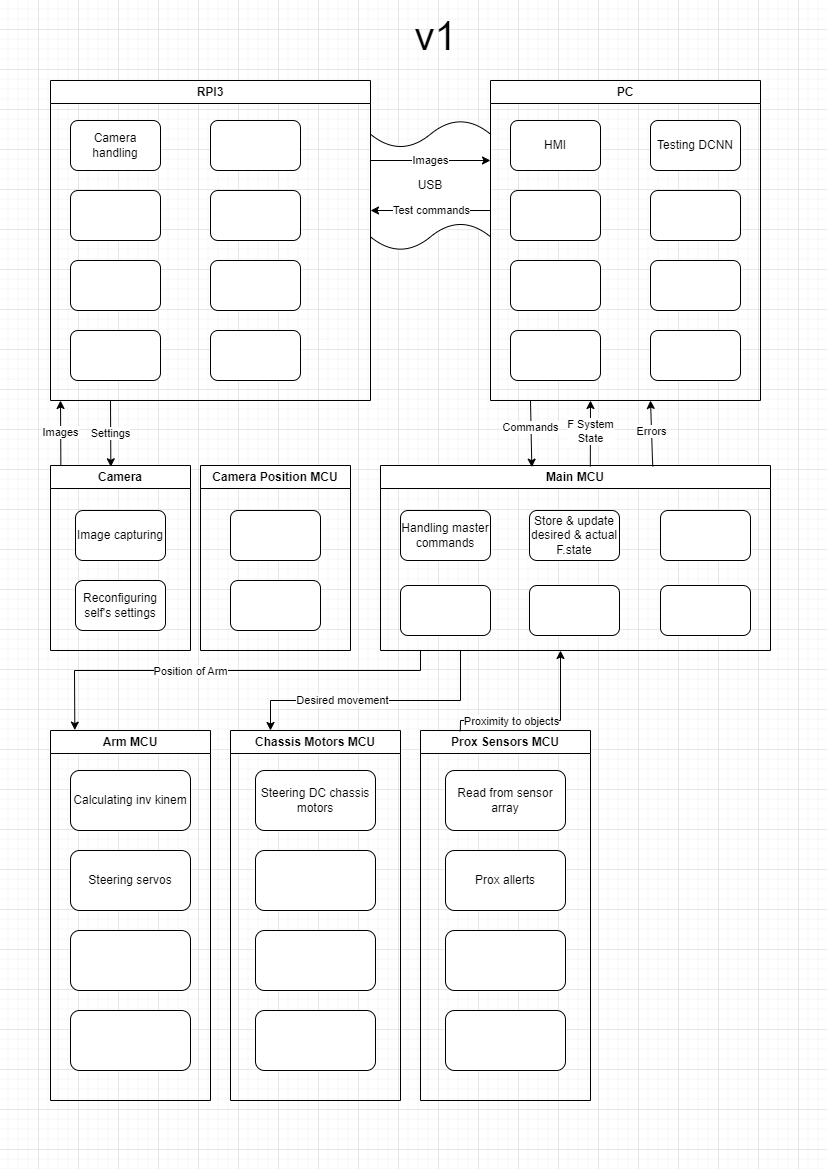 v1
RPI3
PC
Camera
handling
HMI
Testing DCNN
Images
USB
Test commands
Images
Settings
Commands
F System
State
Errors
Camera
Camera Position MCU
Main MCU
Image capturing
Reconfiguring
self's settings
Handling master
commands
Store & update
desired & actual
F.state
Position of Arm
Desired movement
Proximity to objects
Arm MCU
Chassis Motors MCU
Prox Sensors MCU
Calculating inv kinem
Steering DC chassis
motors
Read from sensor
array
Steering servos
Prox allerts